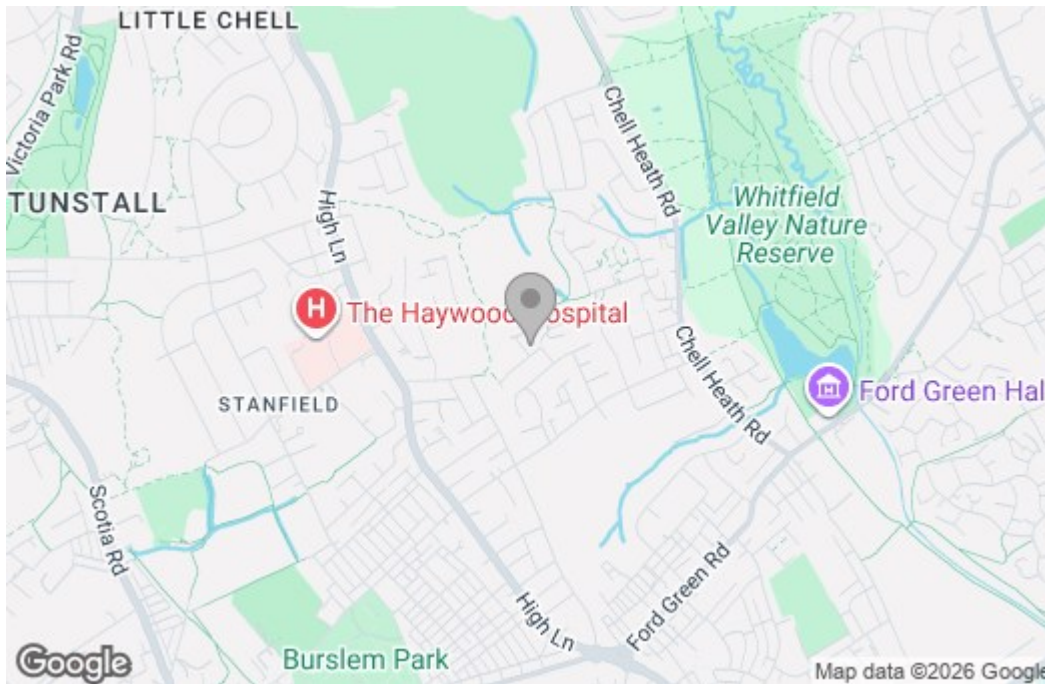 LITTLE CHELL
Victoria Park Rd
Chell Heath Rd
TUNSTALL
High Ln
Whitfield
Valley Nature
Reserve
H
The Haywood Hospital
Chell Heath Rd
Ford Green Hal
STANFIELD
Scotia Rd
Ford Green Rd
High Ln
Burslem Park
Google
Map data ©2026 Google